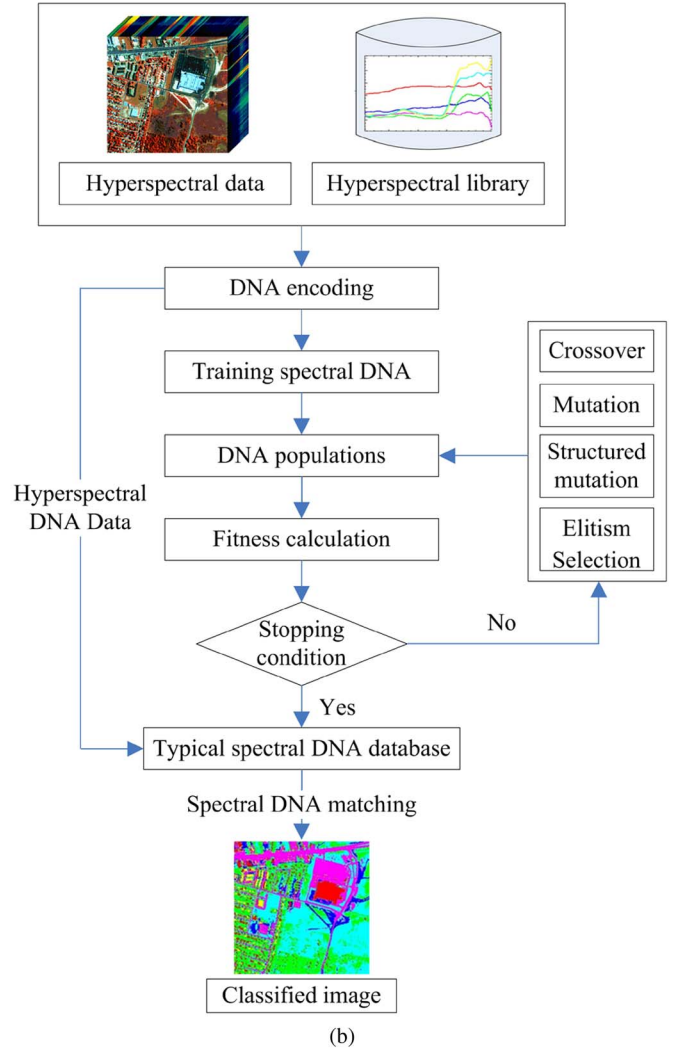 Hyperspectral data
Hyperspectral library
DNA encoding
Training spectral DNA
Crossover
Mutation
DNA populations
Structured
mutation
Hyperspectral
DNA Data
Fitness calculation
Elitism
Selection
Stopping
condition
No
Yes
Typical spectral DNA database
Spectral DNA matching
Classified image
(b)